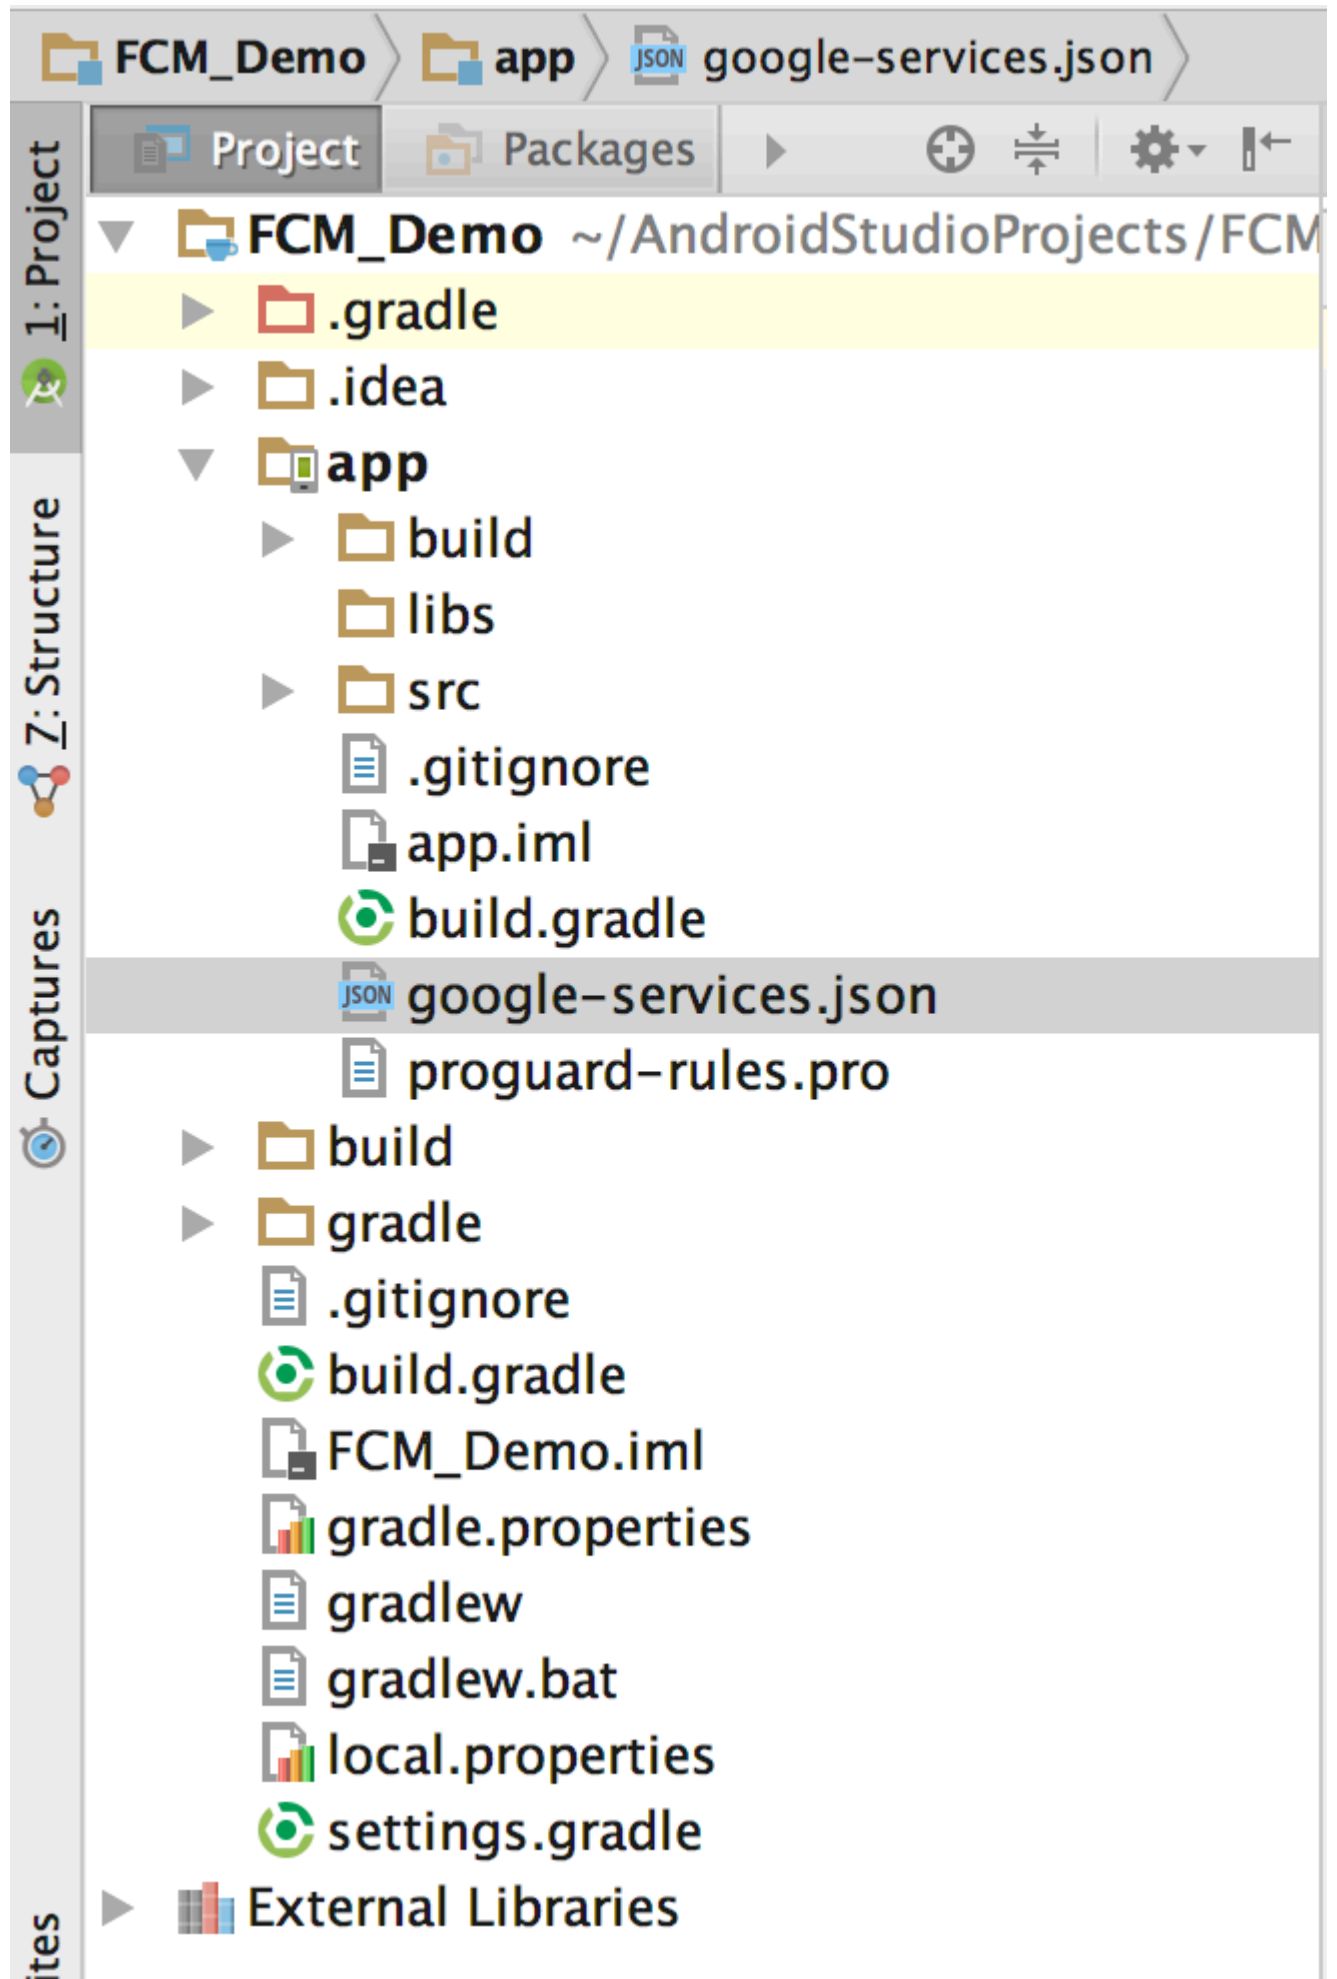 FCM_Demo app JSON google-services.json
Project Packages
1: Project
7: Structure
Captures
FCM_Demo ~/AndroidStudioProjects/FCM
.gradle
.idea
app
build
libs
src
.gitignore
app.iml
build.gradle
JSON google-services.json
proguard-rules.pro
build
gradle
.gitignore
build.gradle
FCM_Demo.iml
gradle.properties
gradlew
gradlew.bat
local.properties
settings.gradle
External Libraries
ites